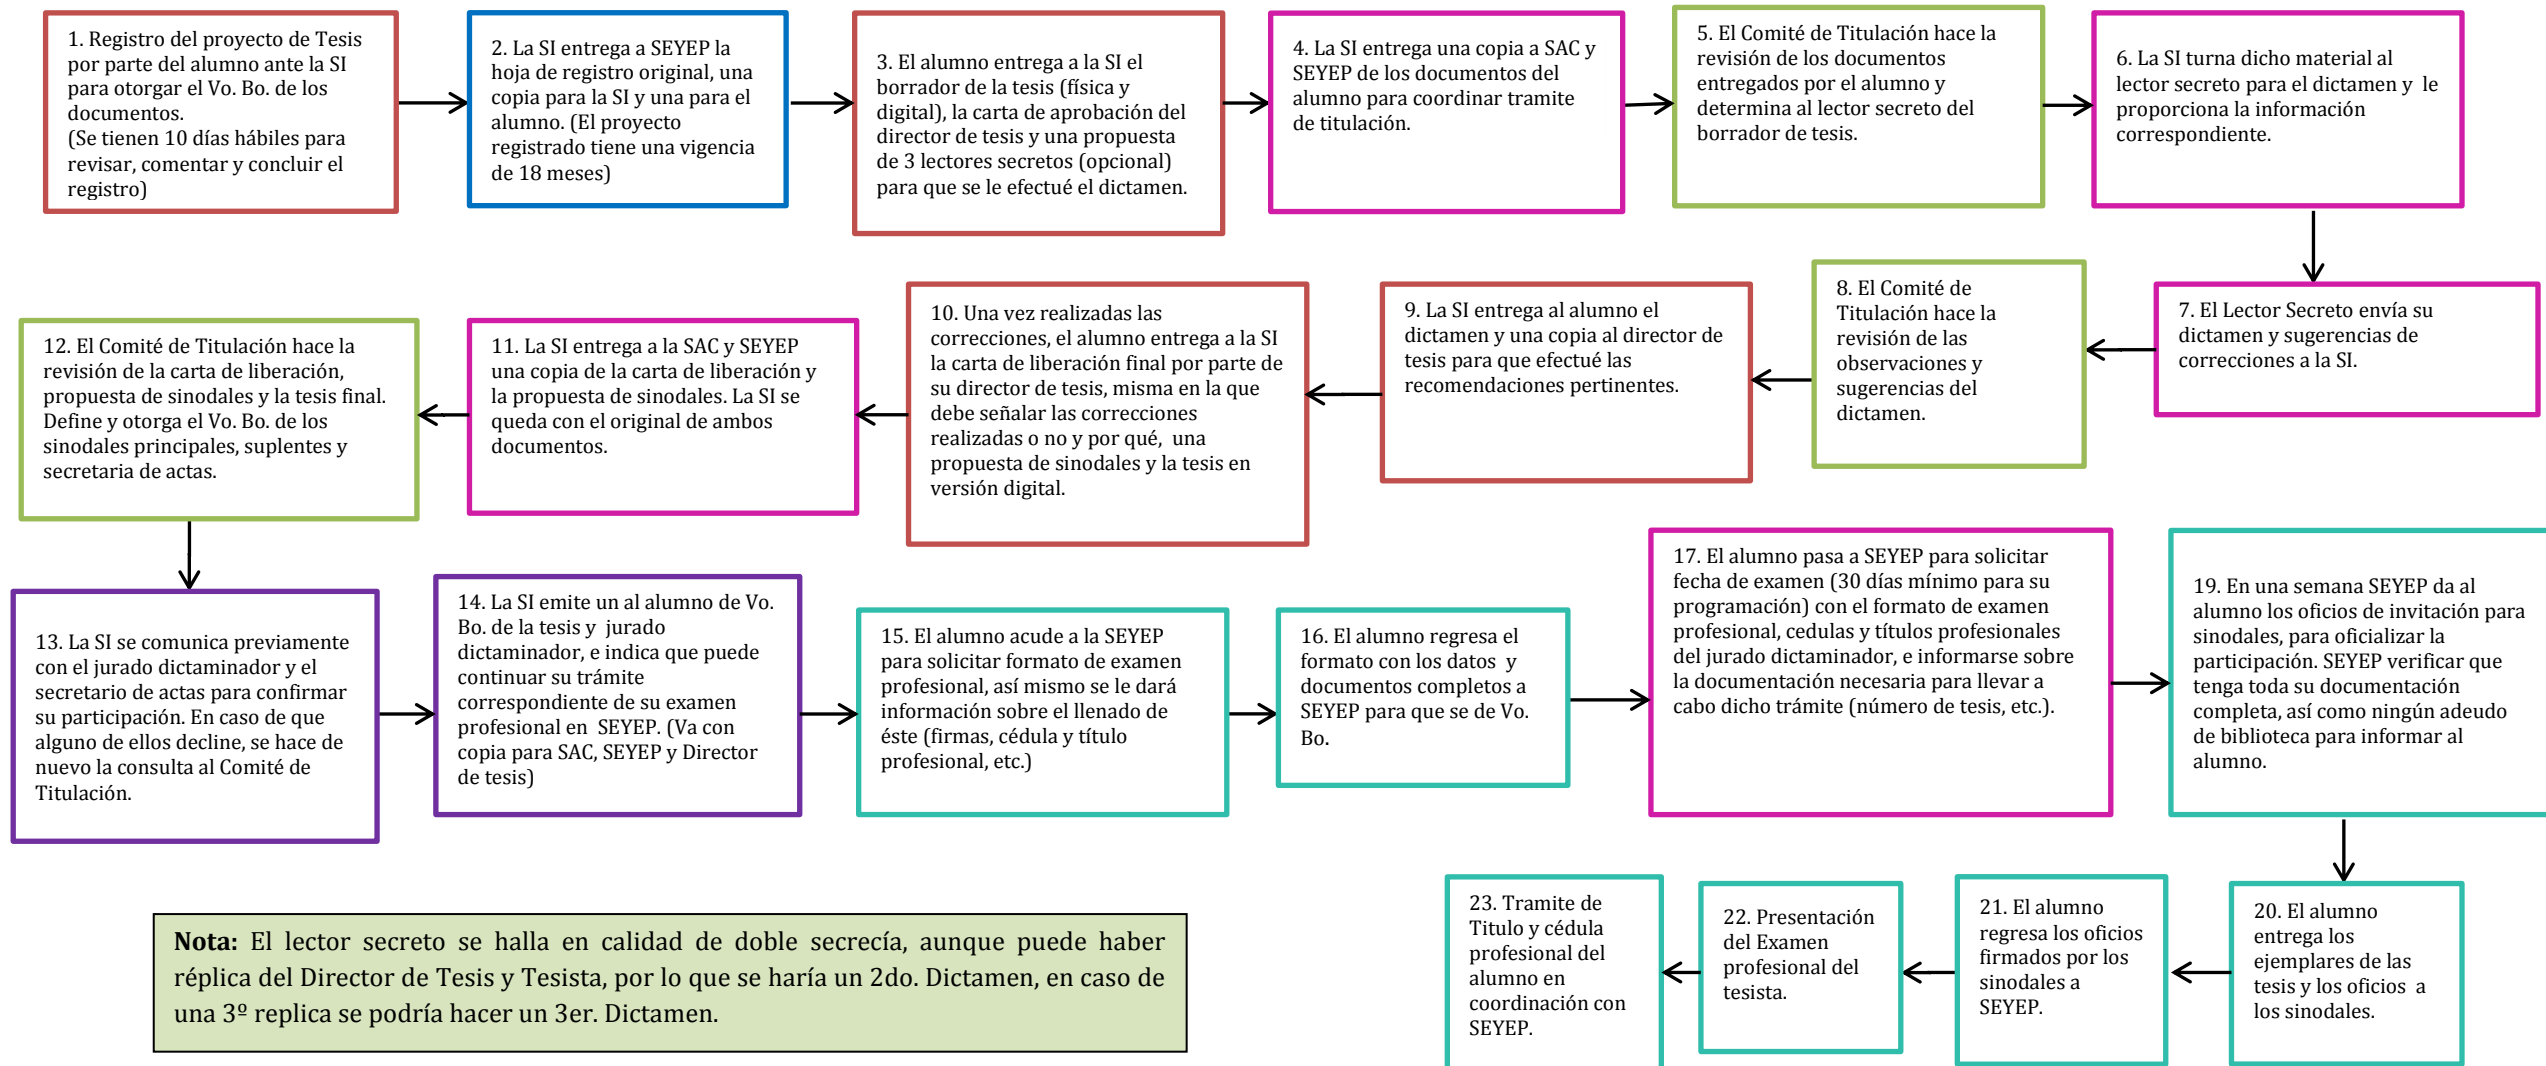 1. Registro del proyecto de Tesis
por parte del alumno ante la SI
para otorgar el Vo. Bo. de los
documentos.
(Se tienen 10 días hábiles para
revisar, comentar y concluir el
registro)
2. La SI entrega a SEYEP la
hoja de registro original, una
copia para la SI y una para el
alumno. (El proyecto
registrado tiene una vigencia
de 18 meses)
3. El alumno entrega a la SI el
borrador de la tesis (física y
digital), la carta de aprobación del
director de tesis y una propuesta
de 3 lectores secretos (opcional)
para que se le efectué el dictamen.
4. La SI entrega una copia a SAC y
SEYEP de los documentos del
alumno para coordinar tramite
de titulación.
5. El Comité de Titulación hace la
revisión de los documentos
entregados por el alumno y
determina al lector secreto del
borrador de tesis.
6. La SI turna dicho material al
lector secreto para el dictamen y le
proporciona la información
correspondiente.
7. El Lector Secreto envía su
dictamen y sugerencias de
correcciones a la SI.
8. El Comité de
Titulación hace la
revisión de las
observaciones y
sugerencias del
dictamen.
9. La SI entrega al alumno el
dictamen y una copia al director de
tesis para que efectué las
recomendaciones pertinentes.
10. Una vez realizadas las
correcciones, el alumno entrega a la SI
la carta de liberación final por parte de
su director de tesis, misma en la que
debe señalar las correcciones
realizadas o no y por qué, una
propuesta de sinodales y la tesis en
versión digital.
11. La SI entrega a la SAC y SEYEP
una copia de la carta de liberación y
la propuesta de sinodales. La SI se
queda con el original de ambos
documentos.
12. El Comité de Titulación hace la
revisión de la carta de liberación,
propuesta de sinodales y la tesis final.
Define y otorga el Vo. Bo. de los
sinodales principales, suplentes y
secretaria de actas.
13. La SI se comunica previamente
con el jurado dictaminador y el
secretario de actas para confirmar
su participación. En caso de que
alguno de ellos decline, se hace de
nuevo la consulta al Comité de
Titulación.
14. La SI emite un al alumno de Vo.
Bo. de la tesis y jurado
dictaminador, e indica que puede
continuar su trámite
correspondiente de su examen
profesional en SEYEP. (Va con
copia para SAC, SEYEP y Director
de tesis)
15. El alumno acude a la SEYEP
para solicitar formato de examen
profesional, así mismo se le dará
información sobre el llenado de
éste (firmas, cédula y título
profesional, etc.)
16. El alumno regresa el
formato con los datos y
documentos completos a
SEYEP para que se de Vo.
Bo.
17. El alumno pasa a SEYEP para solicitar
fecha de examen (30 días mínimo para su
programación) con el formato de examen
profesional, cedulas y títulos profesionales
del jurado dictaminador, e informarse sobre
la documentación necesaria para llevar a
cabo dicho trámite (número de tesis, etc.).
19. En una semana SEYEP da al
alumno los oficios de invitación para
sinodales, para oficializar la
participación. SEYEP verificar que
tenga toda su documentación
completa, así como ningún adeudo
de biblioteca para informar al
alumno.
20. El alumno
entrega los
ejemplares de las
tesis y los oficios a
los sinodales.
21. El alumno
regresa los oficios
firmados por los
sinodales a
SEYEP.
22. Presentación
del Examen
profesional del
tesista.
23. Tramite de
Titulo y cédula
profesional del
alumno en
coordinación con
SEYEP.
Nota: El lector secreto se halla en calidad de doble secrecía, aunque puede haber
réplica del Director de Tesis y Tesista, por lo que se haría un 2do. Dictamen, en caso de
una 3º replica se podría hacer un 3er. Dictamen.